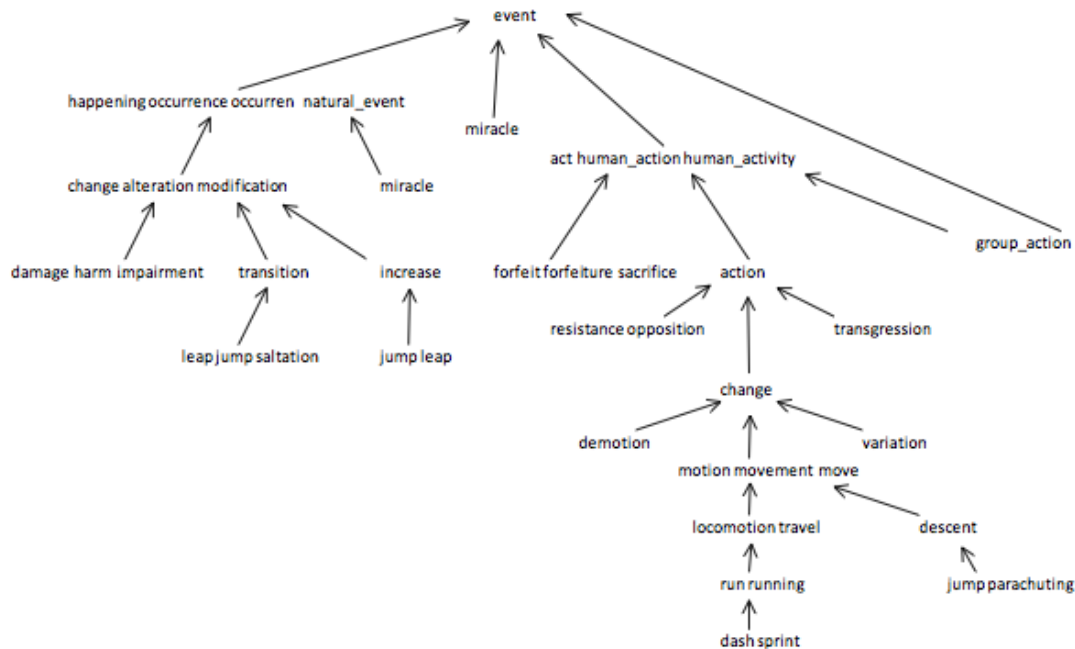 event
happening occurrence occurren natural_event
miracle
act human_action human_activity
change alteration modification
miracle
group_action
damage harm impairment
transition
increase
forfeit forfeiture sacrifice
action
resistance opposition
transgression
leap jump saltation
jump leap
change
demotion
variation
motion movement move
locomotion travel
descent
run running
jump parachuting
dash sprint